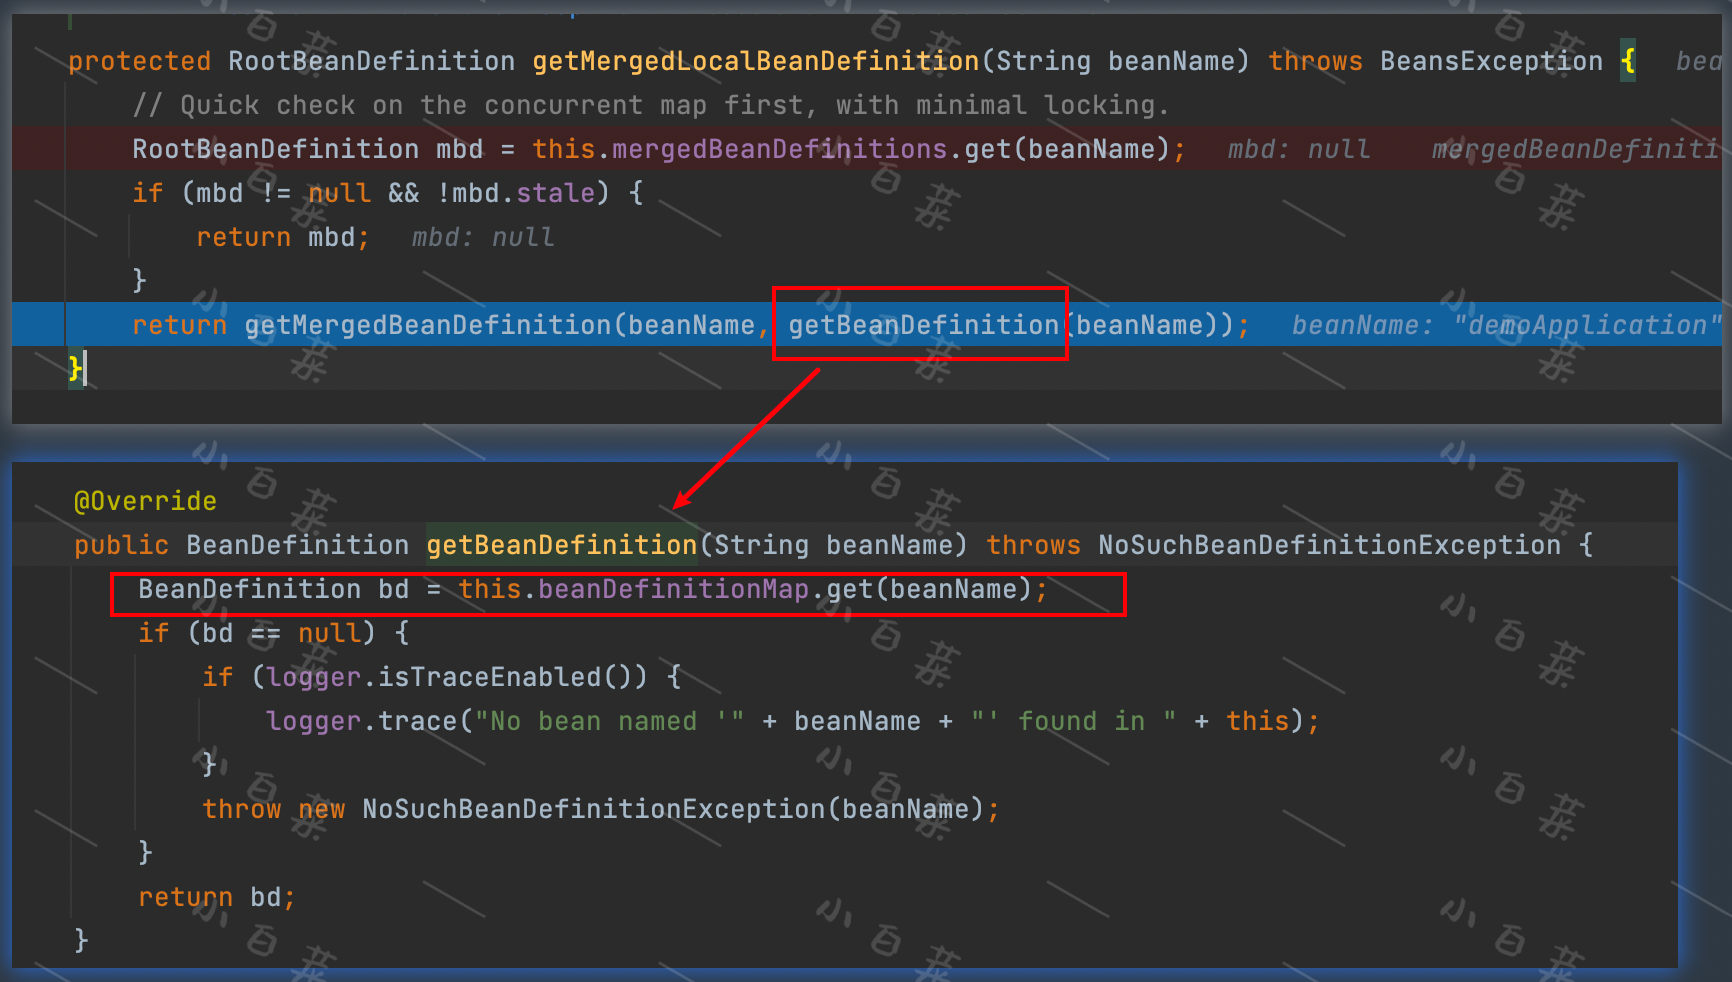 protected RootBeanDefinition getMergedLocalBeanDefinition(String beanName) throws BeansException {   bea
// Quick check on the concurrent map first, with minimal locking.
RootBeanDefinition mbd = this.mergedBeanDefinitions.get(beanName);   mbd: null    mergedBeanDefiniti
if (mbd != null && !mbd.stale) {
return mbd;   mbd: null
}
return getMergedBeanDefinition(beanName, getBeanDefinition(beanName));   beanName: "demoApplication"
}
@Override
public BeanDefinition getBeanDefinition(String beanName) throws NoSuchBeanDefinitionException {
BeanDefinition bd = this.beanDefinitionMap.get(beanName);
if (bd == null) {
if (logger.isTraceEnabled()) {
logger.trace("No bean named '" + beanName + "' found in " + this);
}
throw new NoSuchBeanDefinitionException(beanName);
}
return bd;
}
小白菜